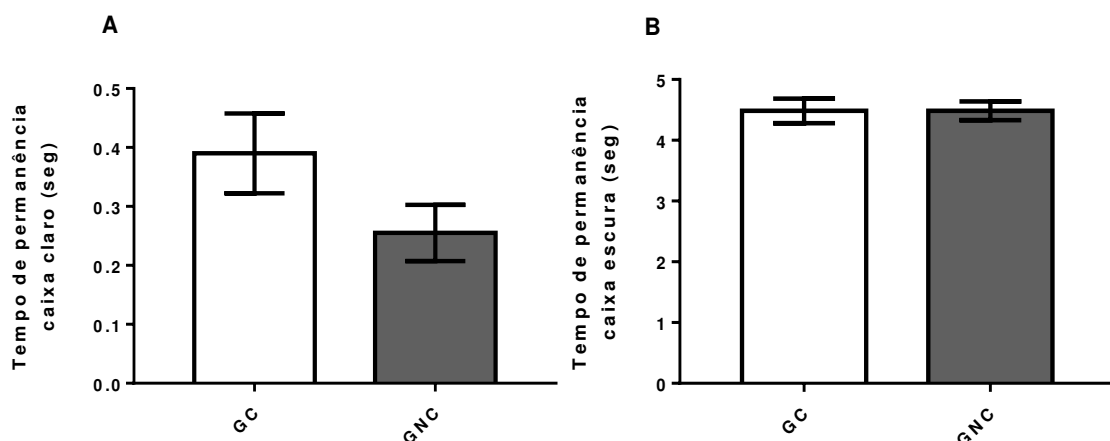 A
Tempo de permanência
caixa claro (seg)
0.5
0.4
0.3
0.2
0.1
0.0
GC
GNC
B
Tempo de permanência
caixa escura (seg)
5
4
3
2
1
0
GC
GNC